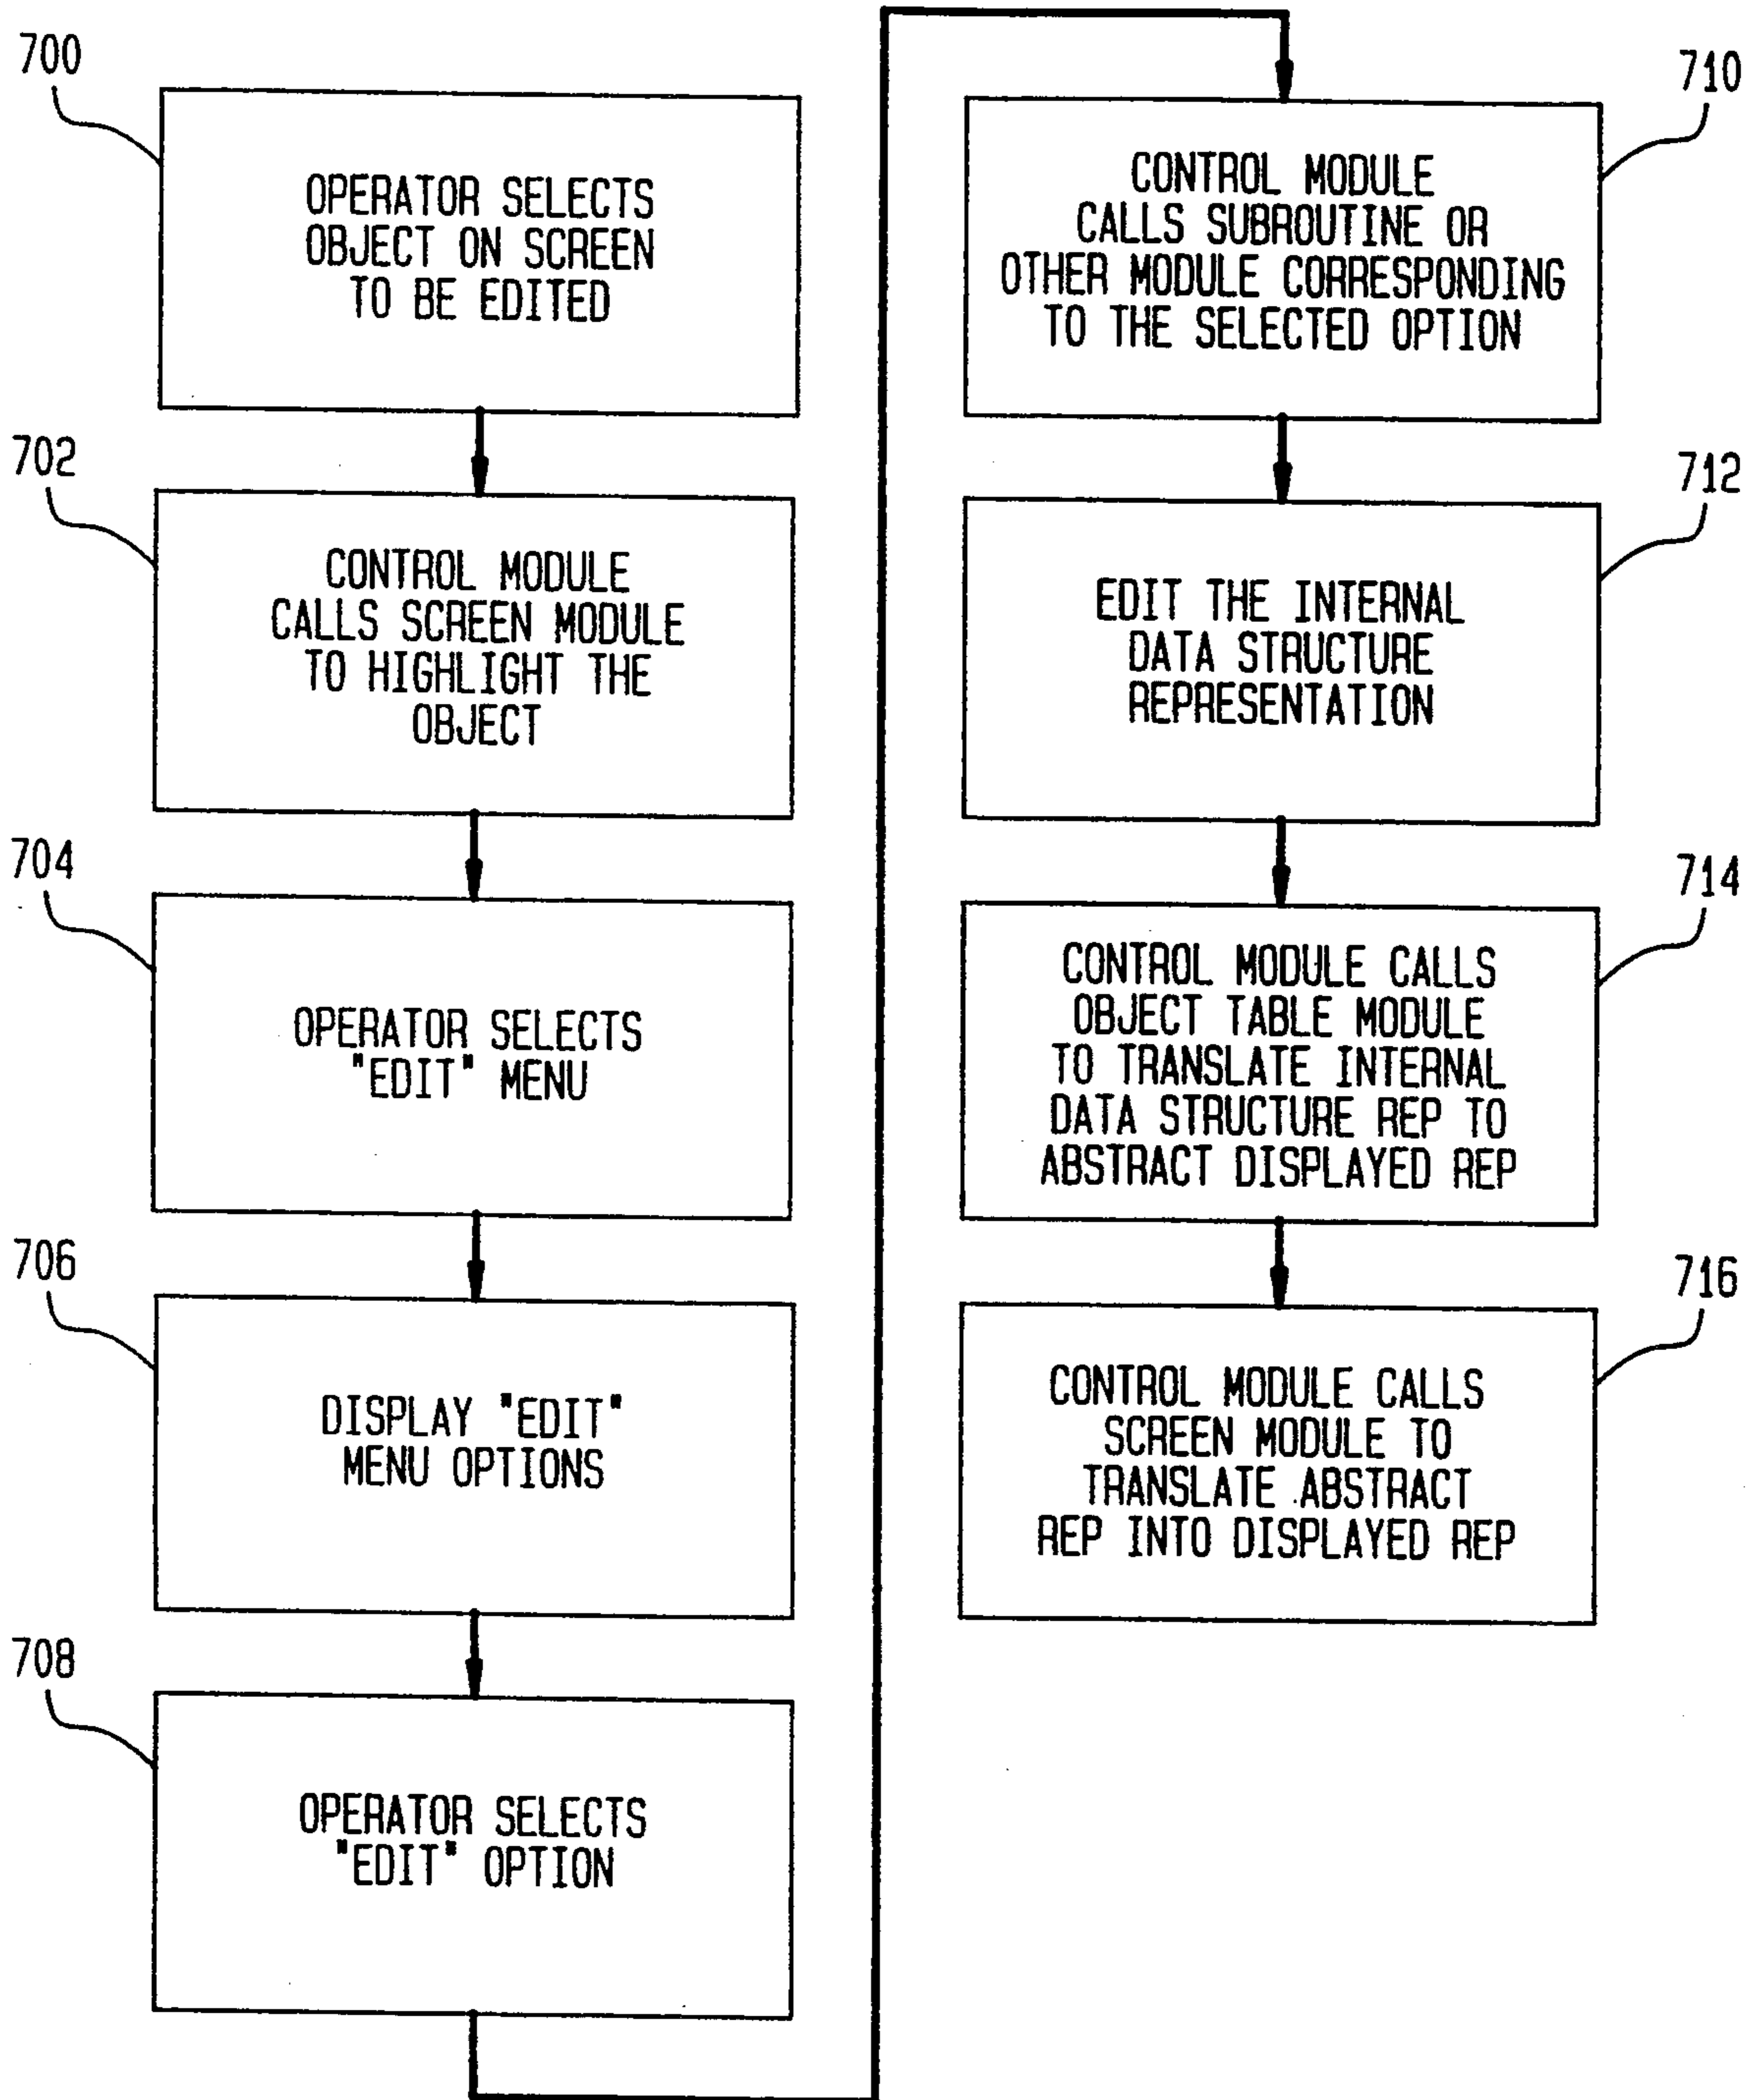 700
OPERATOR SELECTS
OBJECT ON SCREEN
TO BE EDITED
702
CONTROL MODULE
CALLS SCREEN MODULE
TO HIGHLIGHT THE
OBJECT
704
OPERATOR SELECTS
"EDIT" MENU
706
DISPLAY "EDIT"
MENU OPTIONS
708
OPERATOR SELECTS
"EDIT" OPTION
710
CONTROL MODULE
CALLS SUBROUTINE OR
OTHER MODULE CORRESPONDING
TO THE SELECTED OPTION
712
EDIT THE INTERNAL
DATA STRUCTURE
REPRESENTATION
714
CONTROL MODULE CALLS
OBJECT TABLE MODULE
TO TRANSLATE INTERNAL
DATA STRUCTURE REP TO
ABSTRACT DISPLAYED REP
716
CONTROL MODULE CALLS
SCREEN MODULE TO
TRANSLATE ABSTRACT
REP INTO DISPLAYED REP